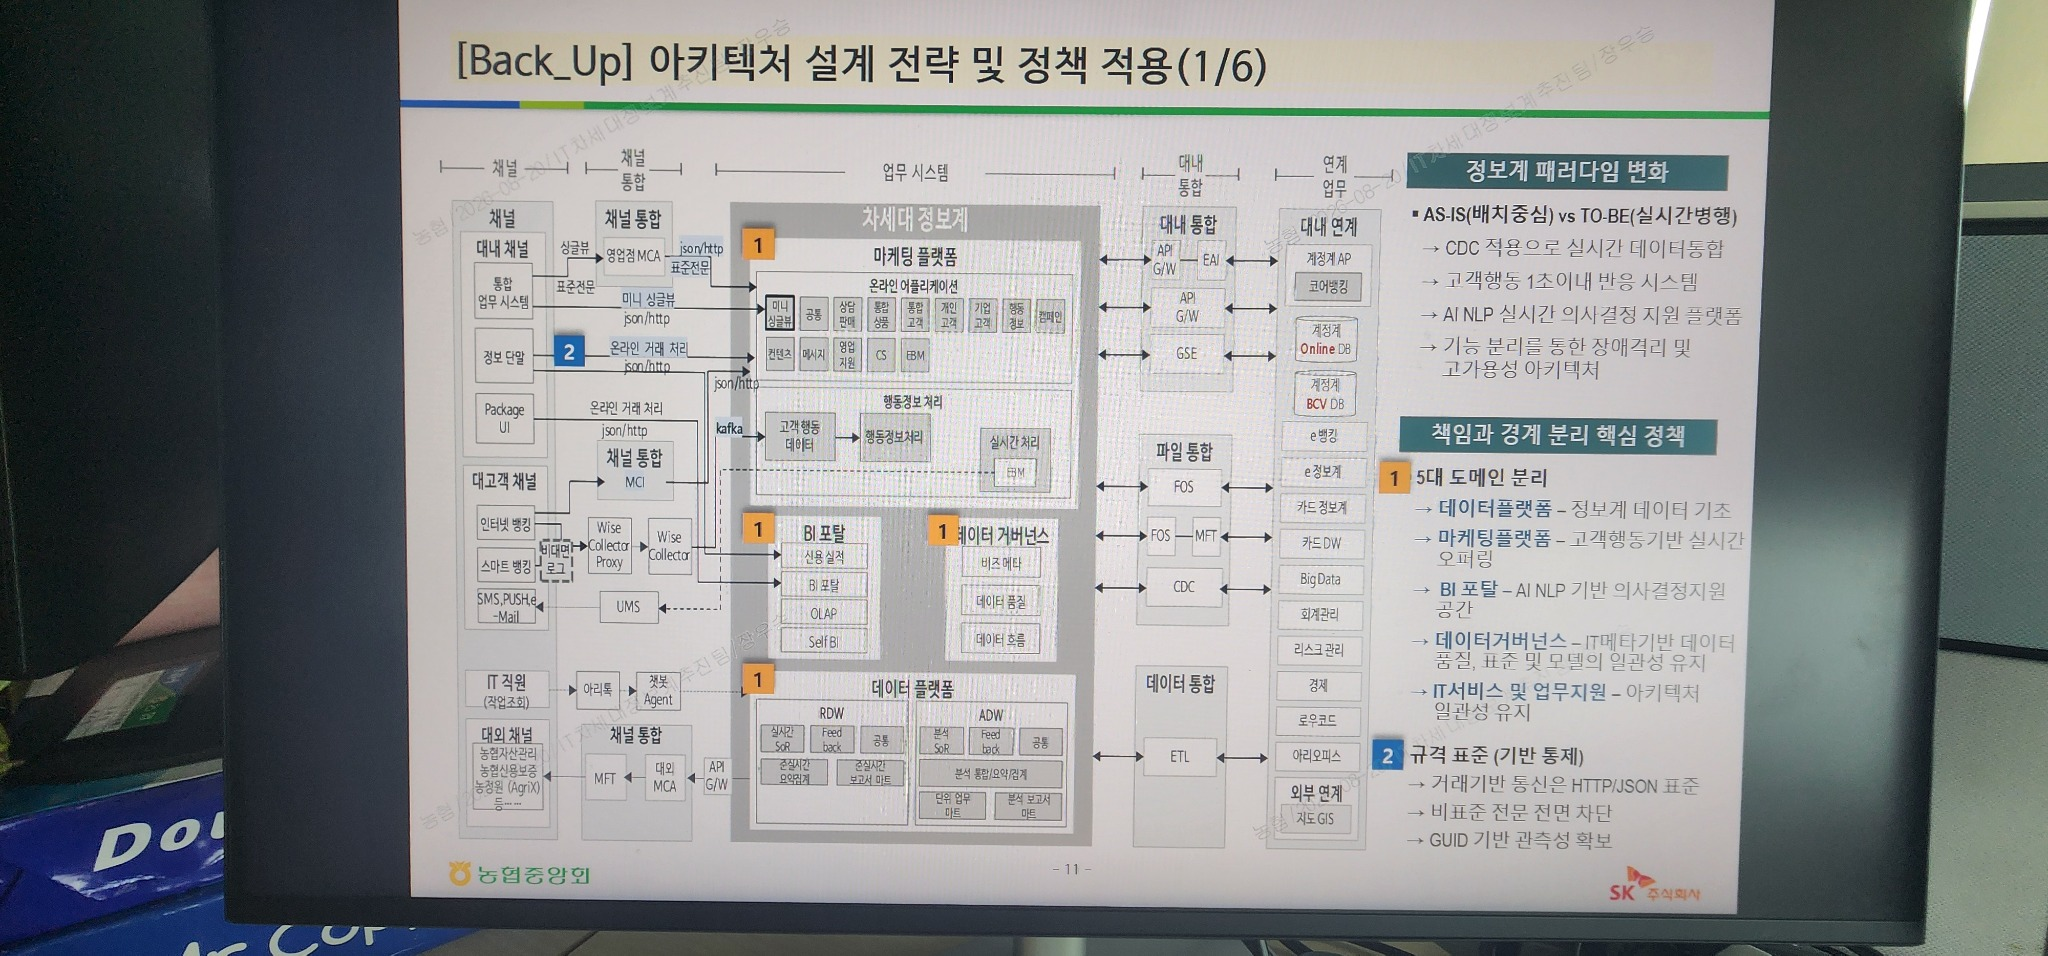 [Back_Up] 아키텍처 설계 전략 및 정책 적용(1/6)
채널
채널
통합
업무 시스템
대내
통합
연계
업무
채널
대내 채널
통합
업무 시스템
정보 단말
Package
UI
대고객 채널
인터넷 뱅킹
스마트 뱅킹
SMS,PUSH,e
-Mail
비대면
로그
IT 직원
(작업조회)
대외 채널
농협자산관리
농협신용보증
농정원 (AgriX)
등……
싱글뷰
표준전문
채널 통합
영업점 MCA
json/http
표준전문
미니 싱글뷰
json/http
2
온라인 거래 처리
json/http
json/http
온라인 거래 처리
json/http
kafka
채널 통합
MCI
Wise
Collector
Proxy
Wise
Collector
UMS
아리톡
챗봇
Agent
채널 통합
MFT
대외
MCA
API
G/W
차세대 정보계
1
마케팅 플랫폼
온라인 어플리케이션
미니
싱글뷰
공통
상담
판매
통합
상품
통합
고객
개인
고객
기업
고객
행동
정보
캠페인
컨텐츠
메시지
영업
지원
CS
EBM
행동정보 처리
고객 행동
데이터
행동정보처리
실시간 처리
EBM
1
BI 포탈
신용 실적
BI 포탈
OLAP
Self BI
1
데이터 거버넌스
비즈 메타
데이터 품질
데이터 흐름
1
데이터 플랫폼
RDW
실시간
SoR
Feed
back
공통
준실시간
요약집계
준실시간
보고서 마트
ADW
분석
SoR
Feed
back
공통
분석 통합/요약/집계
단위 업무
마트
분석 보고서
마트
대내 통합
API
G/W
EAI
API
G/W
GSE
파일 통합
FOS
FOS
MFT
CDC
데이터 통합
ETL
대내 연계
계정계 AP
코어뱅킹
계정계
Online DB
계정계
BCV DB
e 뱅킹
e 정보계
카드 정보계
카드 DW
Big Data
회계관리
리스크 관리
경제
로우코드
아리오피스
외부 연계
지도 GIS
정보계 패러다임 변화
▪ AS-IS(배치중심) vs TO-BE(실시간병행)
→ CDC 적용으로 실시간 데이터통합
→ 고객행동 1초이내 반응 시스템
→ AI NLP 실시간 의사결정 지원 플랫폼
→ 기능 분리를 통한 장애격리 및
고가용성 아키텍처
책임과 경계 분리 핵심 정책
1 5대 도메인 분리
→ 데이터플랫폼 – 정보계 데이터 기초
→ 마케팅플랫폼 – 고객행동기반 실시간
오퍼링
→ BI 포탈 – AI NLP 기반 의사결정지원
공간
→ 데이터거버넌스 – IT메타기반 데이터
품질, 표준 및 모델의 일관성 유지
→ IT서비스 및 업무지원 – 아키텍처
일관성 유지
2 규격 표준 (기반 통제)
→ 거래기반 통신은 HTTP/JSON 표준
→ 비표준 전문 전면 차단
→ GUID 기반 관측성 확보
농협중앙회
- 11 -
SK 주식회사